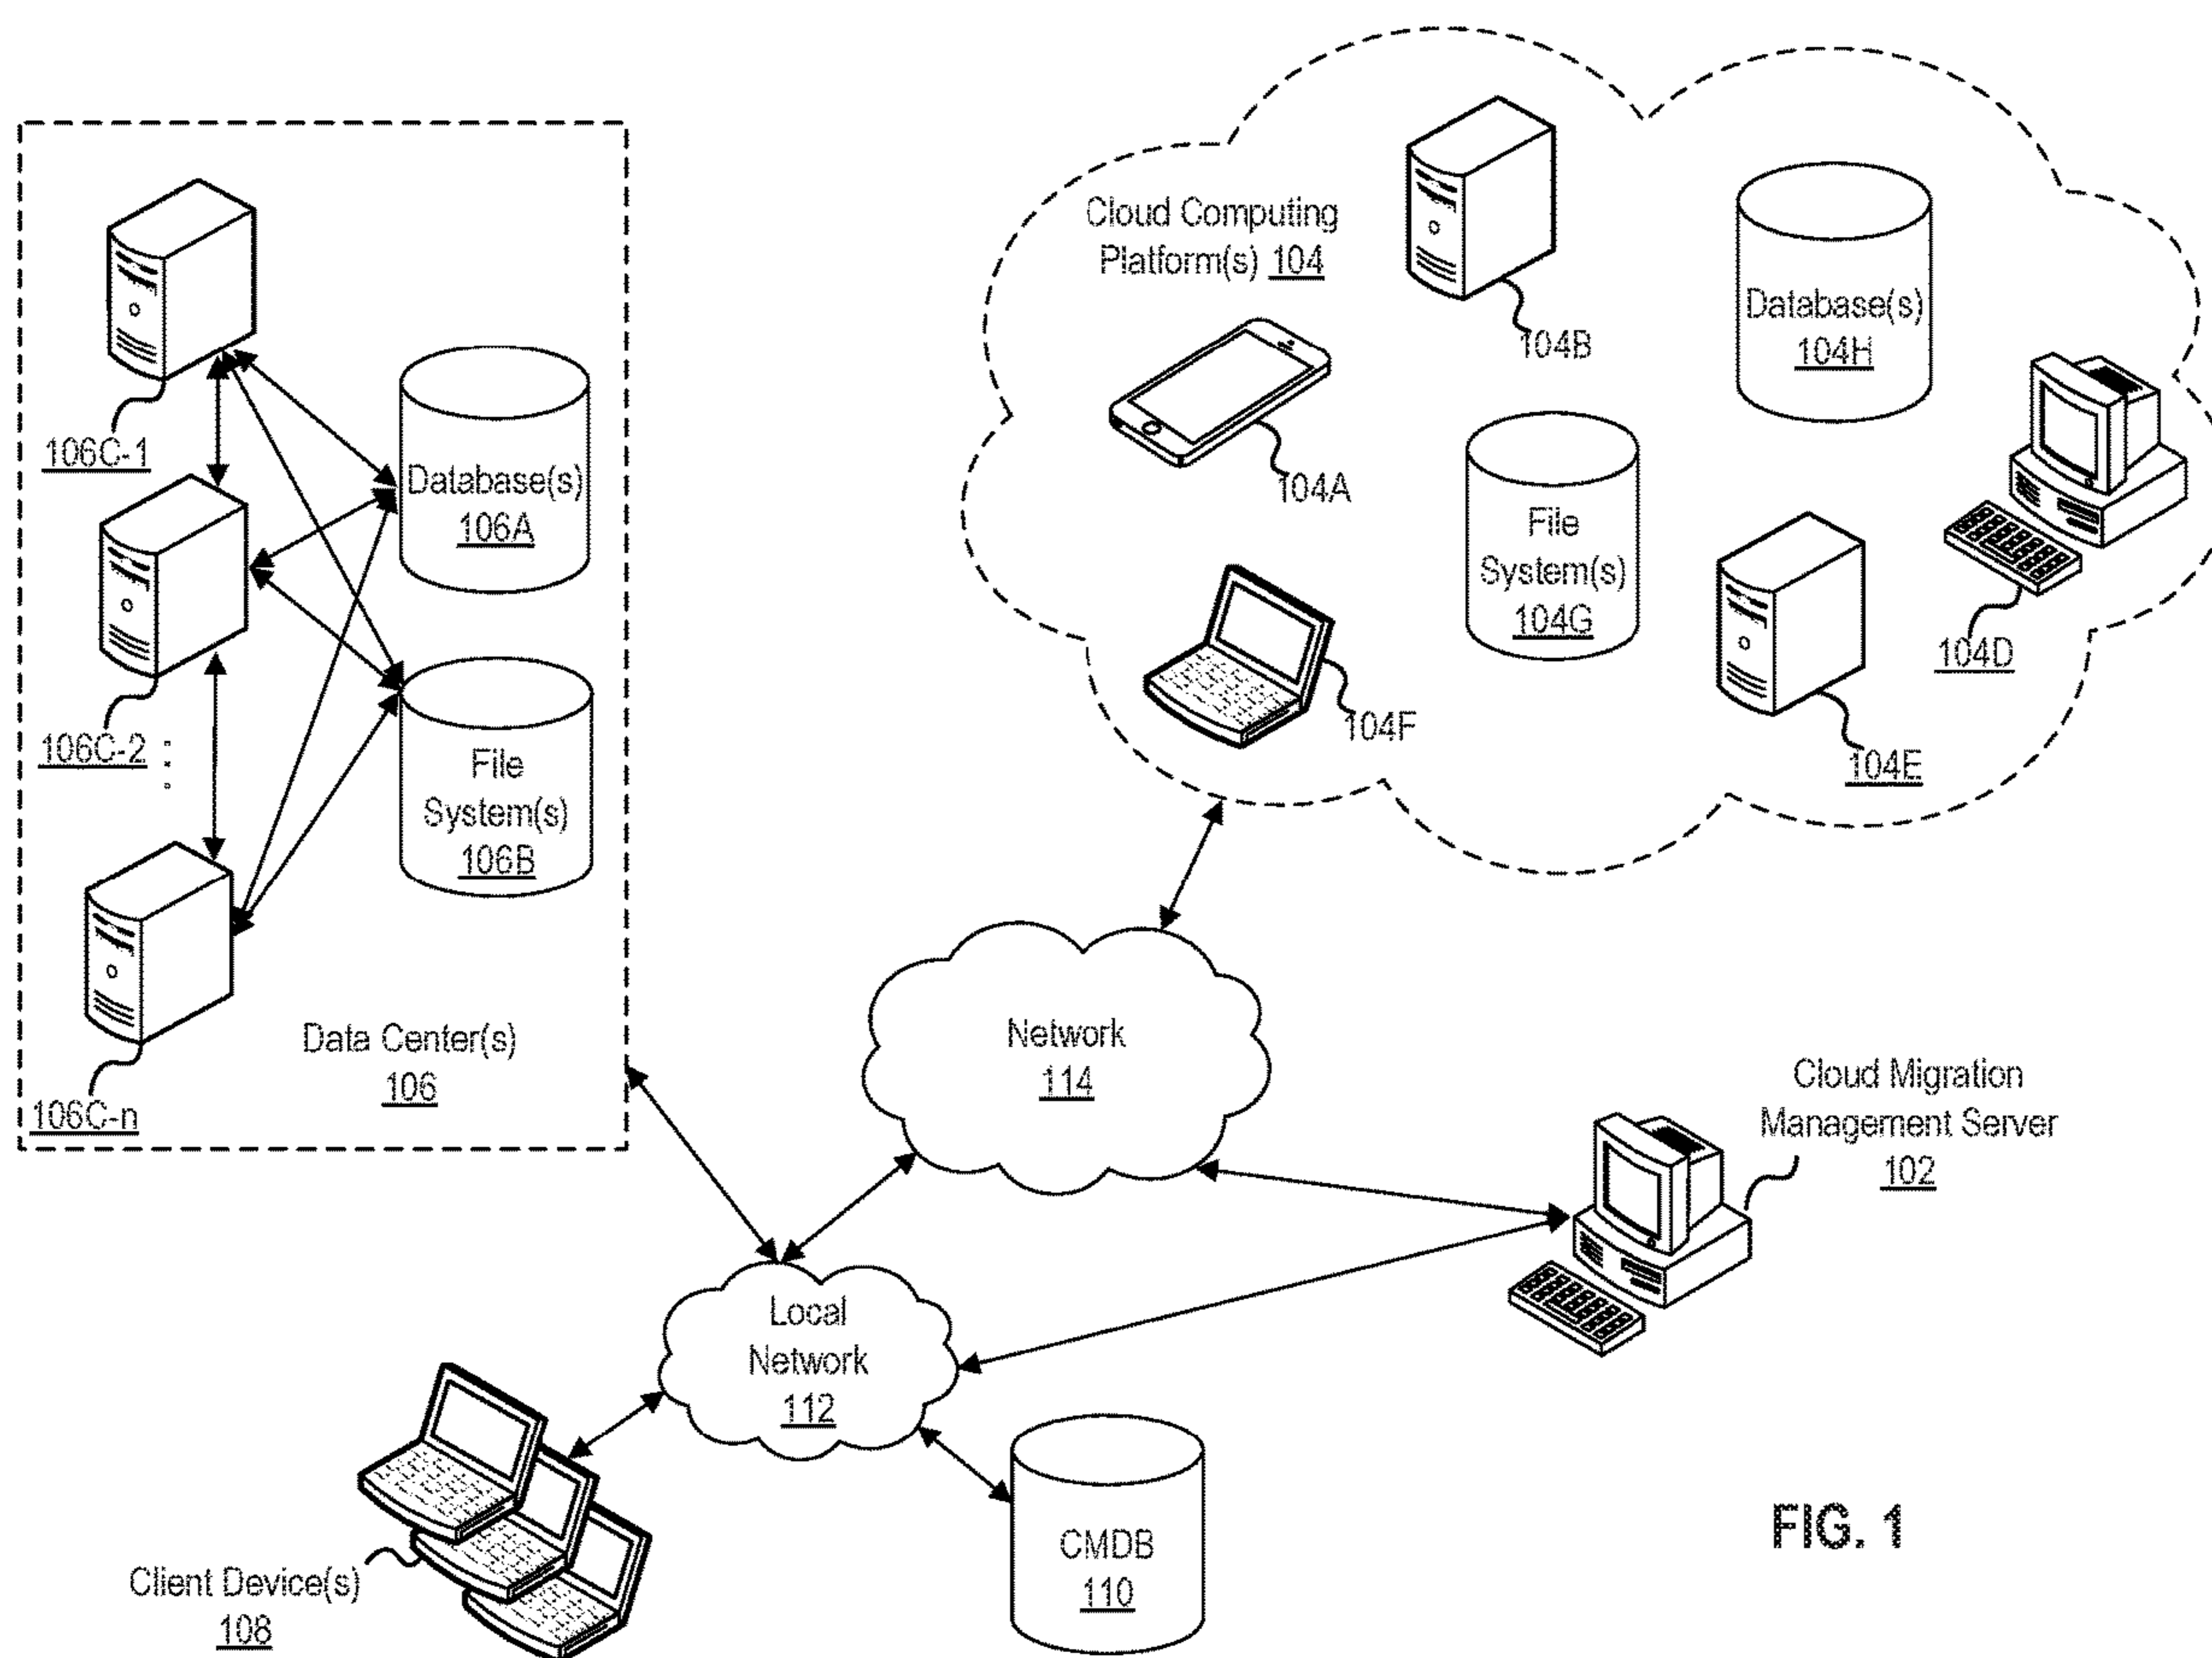 Cloud Computing
Platform(s) 104
104B
Database(s)
104H
104A
File
System(s)
104G
104D
104F
104E
106C-1
Database(s)
106A
106C-2
File
System(s)
106B
Data Center(s)
106
106C-n
Network
114
Cloud Migration
Management Server
102
Local
Network
112
Client Device(s)
108
CMDB
110
FIG. 1